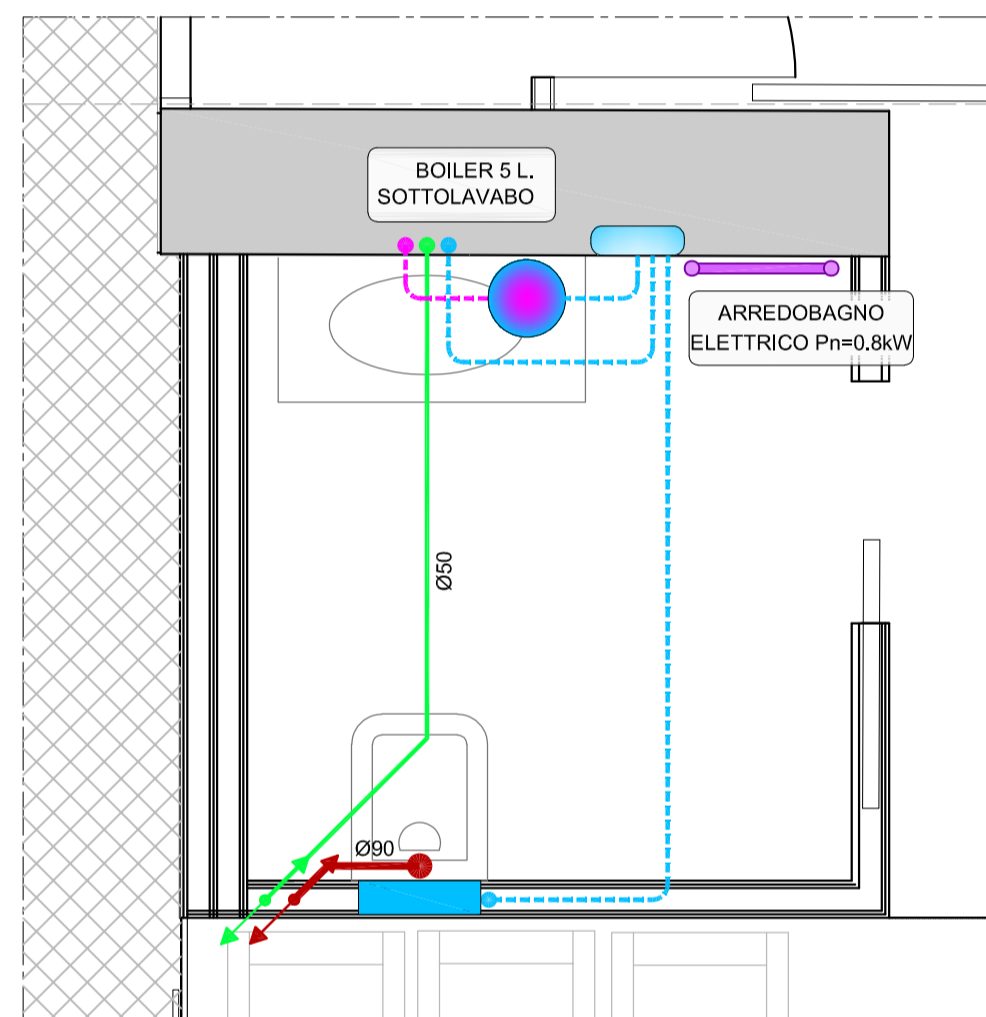 BOILER 5 L.
SOTTOLAVABO
ARREDOBAGNO
ELETTRICO Pn=0.8kW
Ø50
Ø90